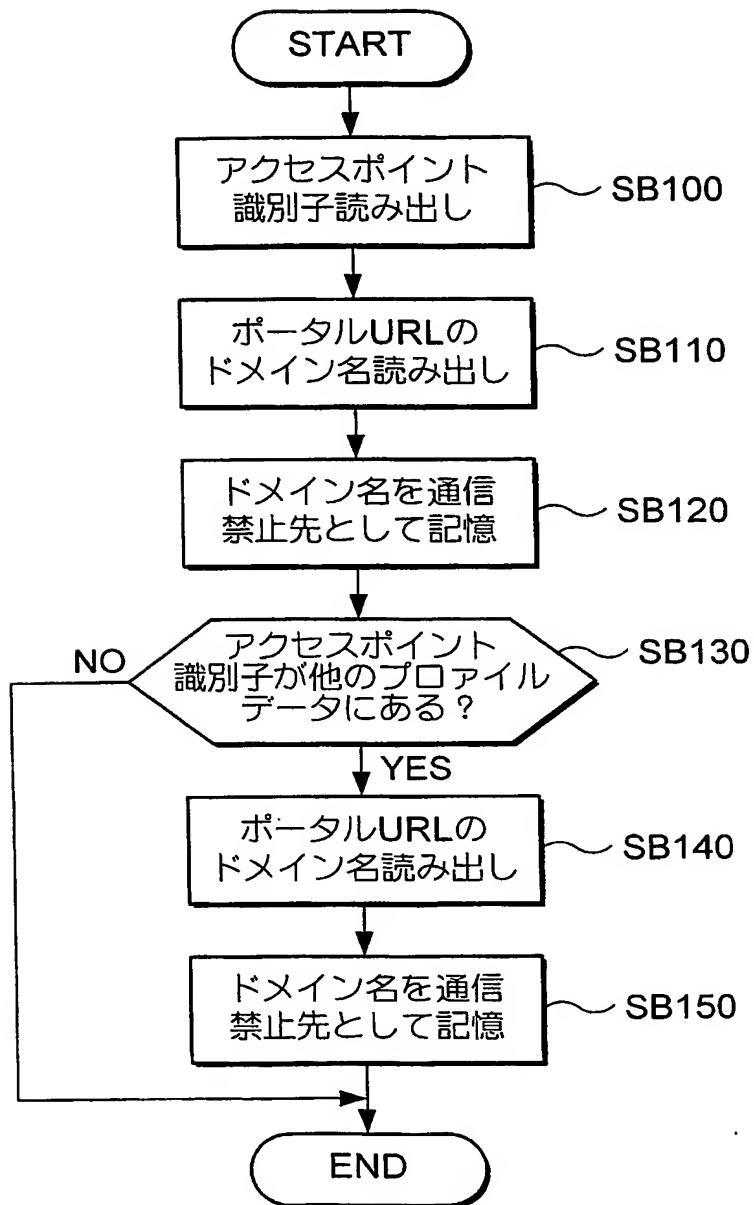 START
アクセスポイント
識別子読み出し
SB100
ポータルURLの
ドメイン名読み出し
SB110
ドメイン名を通信
禁止先として記憶
SB120
アクセスポイント
識別子が他のプロファイル
データにある？
SB130
NO
YES
ポータルURLの
ドメイン名読み出し
SB140
ドメイン名を通信
禁止先として記憶
SB150
END